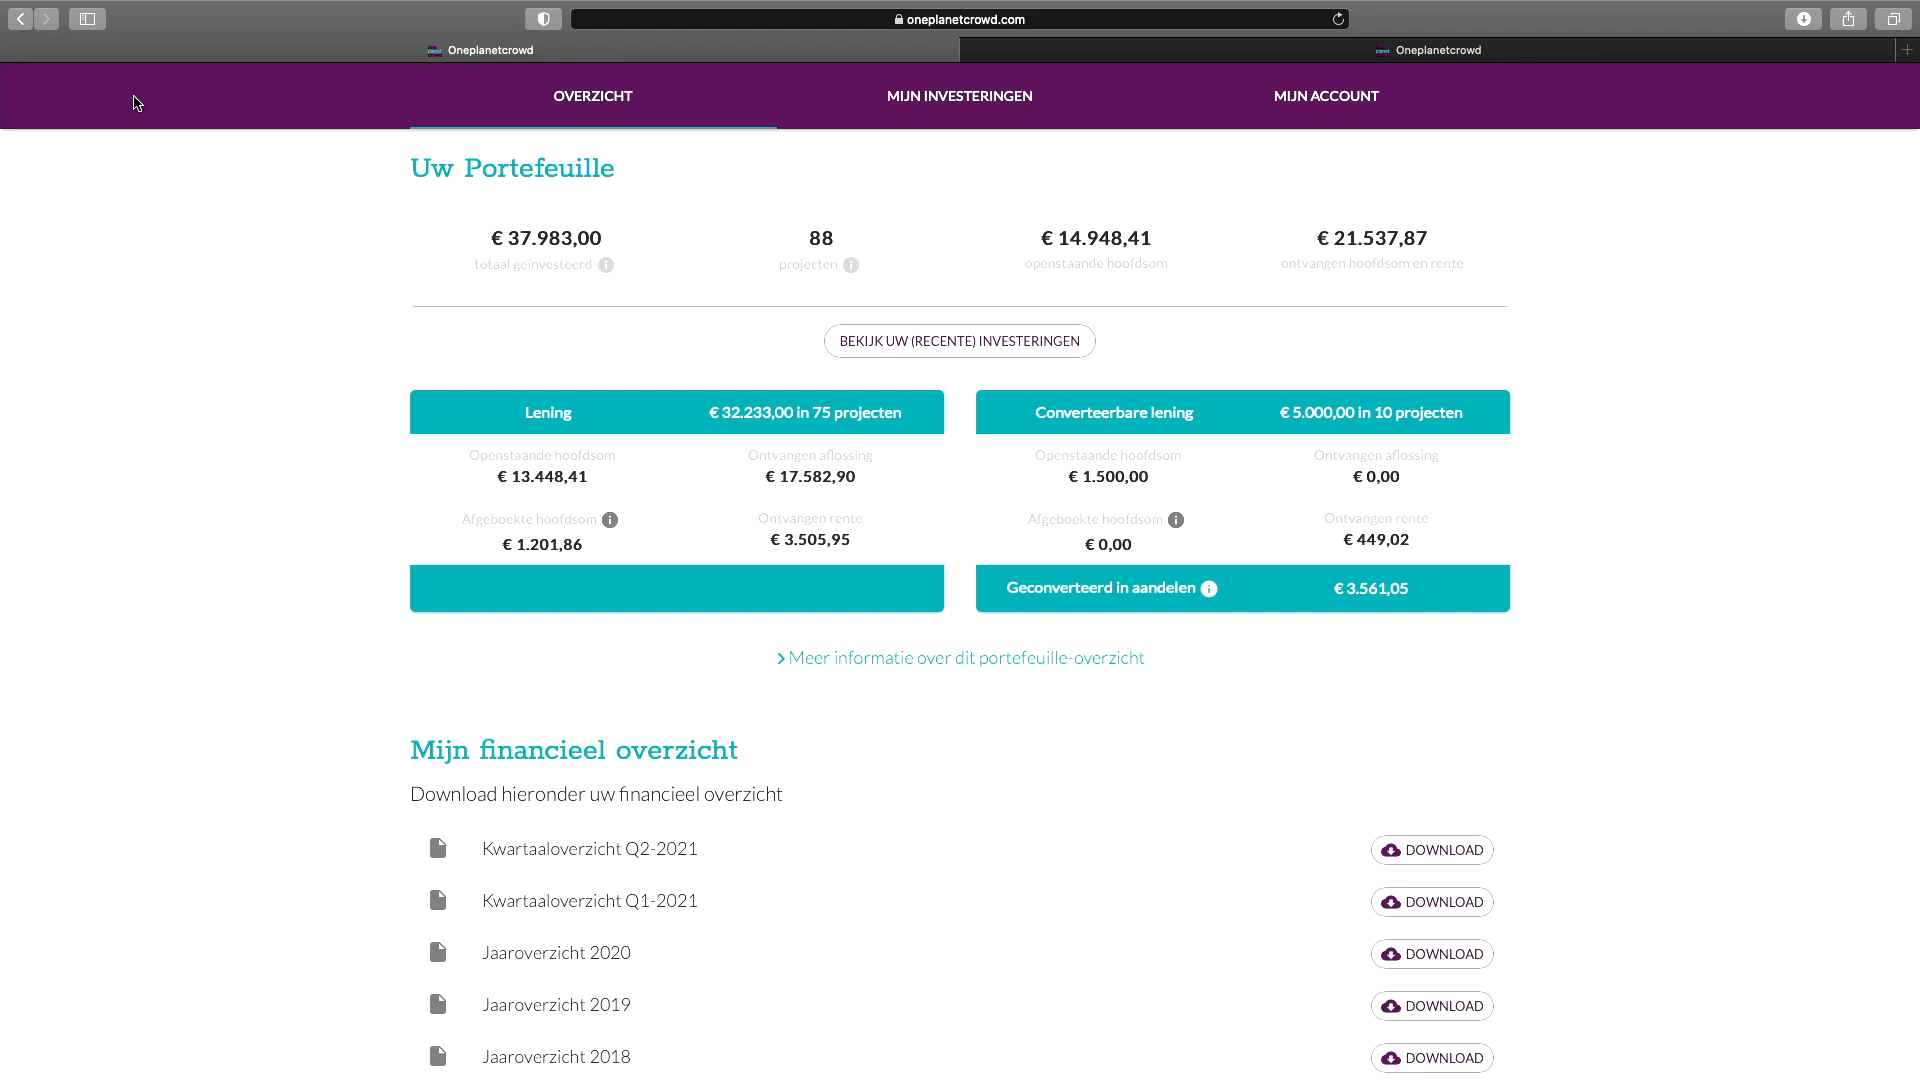 oneplanetcrowd.com
Oneplanetcrowd
Oneplanetcrowd
OVERZICHT
MIJN INVESTERINGEN
MIJN ACCOUNT
Uw Portefeuille
€ 37.983,00
88
€ 14.948,41
€ 21.537,87
totaal geïnvesteerd
projecten
openstaande hoofdsom
ontvangen hoofdsom en rente
BEKIJK UW (RECENTE) INVESTERINGEN
Lening
€ 32.233,00 in 75 projecten
Openstaande hoofdsom
Ontvangen aflossing
€ 13.448,41
€ 17.582,90
Afgeboekte hoofdsom
Ontvangen rente
€ 1.201,86
€ 3.505,95
Converteerbare lening
€ 5.000,00 in 10 projecten
Openstaande hoofdsom
Ontvangen aflossing
€ 1.500,00
€ 0,00
Afgeboekte hoofdsom
Ontvangen rente
€ 0,00
€ 449,02
Geconverteerd in aandelen
€ 3.561,05
Meer informatie over dit portefeuille-overzicht
Mijn financieel overzicht
Download hieronder uw financieel overzicht
Kwartaaloverzicht Q2-2021
DOWNLOAD
Kwartaaloverzicht Q1-2021
DOWNLOAD
Jaaroverzicht 2020
DOWNLOAD
Jaaroverzicht 2019
DOWNLOAD
Jaaroverzicht 2018
DOWNLOAD